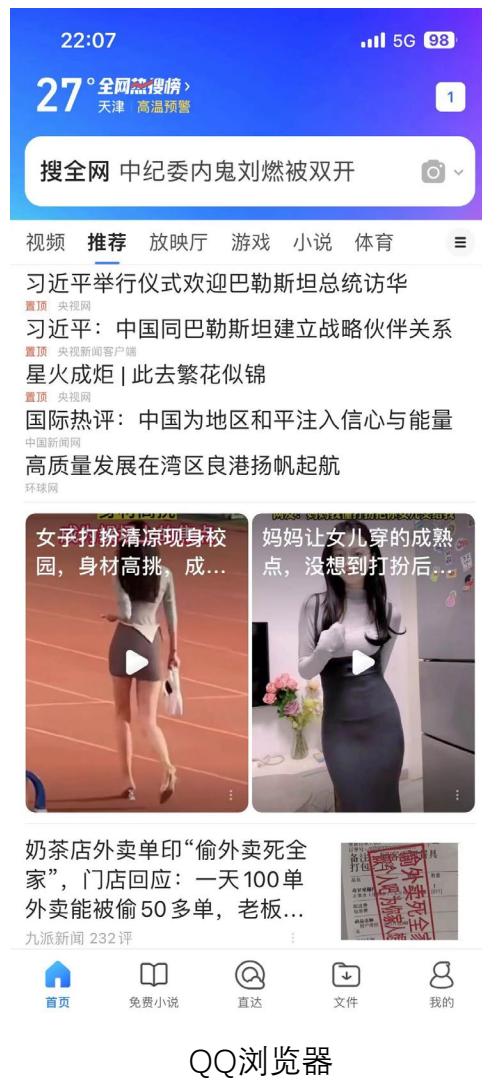 22:07
5G 98
27° 全网热搜榜 ›
天津 高温预警
1
搜全网 中纪委内鬼刘燃被双开
视频 推荐 放映厅 游戏 小说 体育
习近平举行仪式欢迎巴勒斯坦总统访华
置顶 央视网
习近平：中国同巴勒斯坦建立战略伙伴关系
置顶 央视新闻客户端
星火成炬 | 此去繁花似锦
置顶 央视网
国际热评：中国为地区和平注入信心与能量
中国新闻网
高质量发展在湾区良港扬帆起航
环球网
女子打扮清凉现身校
园，身材高挑，成...
妈妈让女儿穿的成熟
点，没想到打扮后...
奶茶店外卖单印“偷外卖死全
家”，门店回应：一天100单
外卖能被偷50多单，老板...
九派新闻 232评
偷外卖死全家
首页 免费小说 直达 文件 我的
QQ浏览器